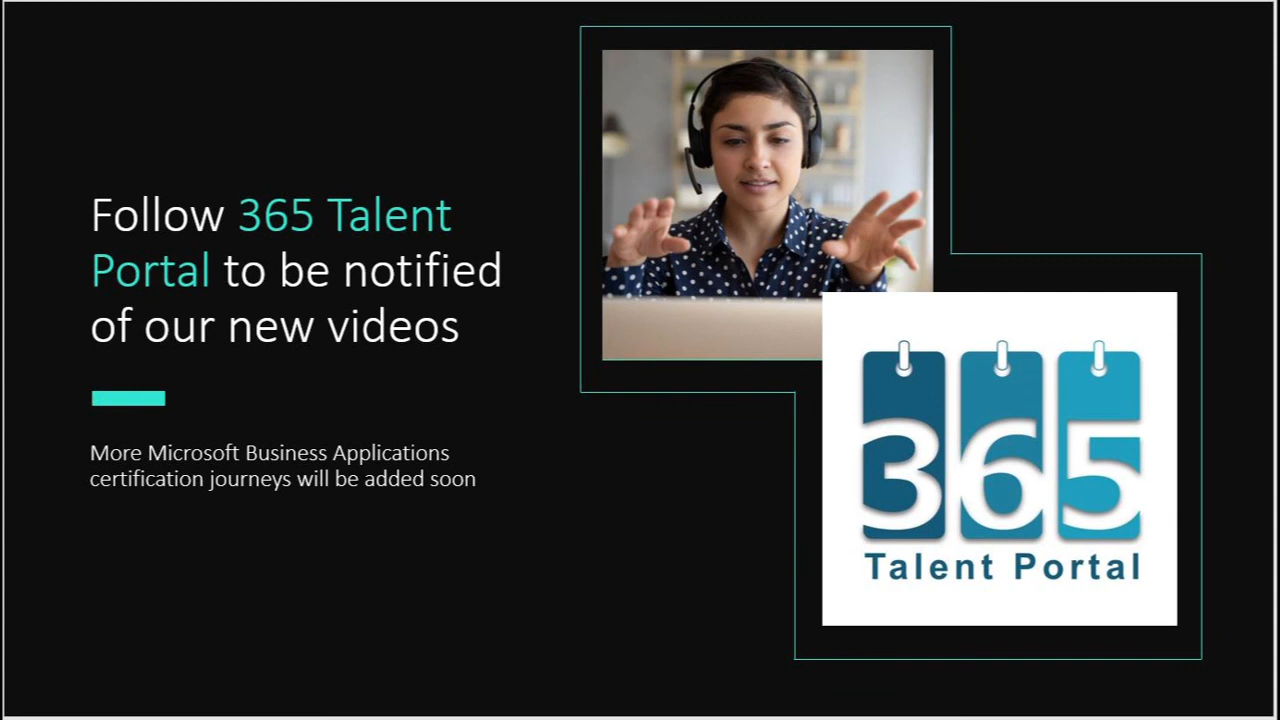 Follow 365 Talent
Portal to be notified
of our new videos
More Microsoft Business Applications
certification journeys will be added soon
365
Talent Portal